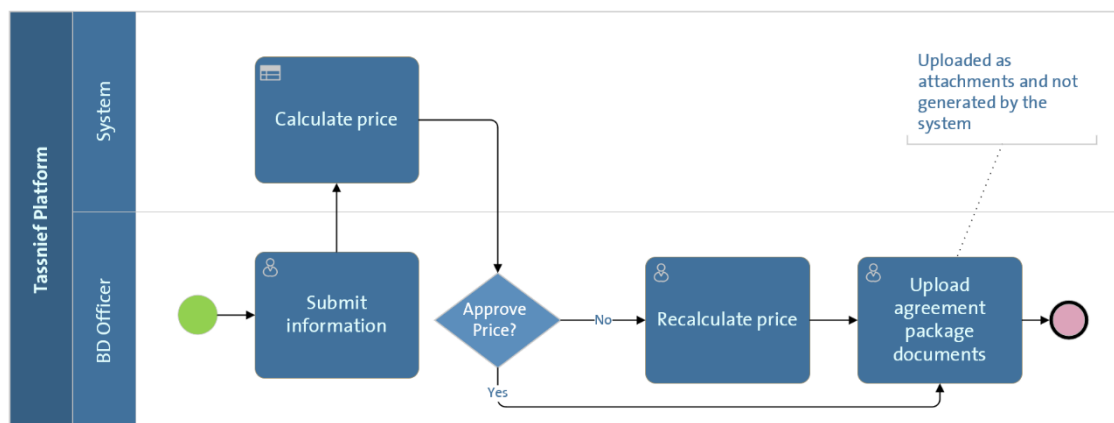 Tassnief Platform
System
BD Officer
Calculate price
Uploaded as
attachments and not
generated by the
system
Submit
information
Approve
Price?
No
Yes
Recalculate price
Upload
agreement
package
documents